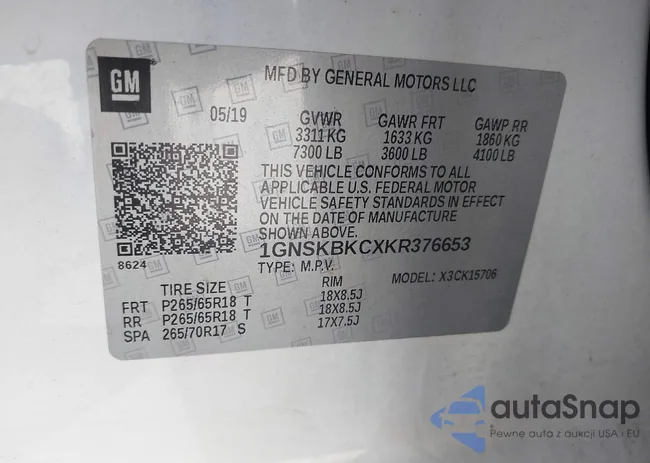 GM
MFD BY GENERAL MOTORS LLC
05/19 GVWR GAWR FRT GAWP RR
3311 KG 1633 KG 1860 KG
7300 LB 3600 LB 4100 LB
THIS VEHICLE CONFORMS TO ALL
APPLICABLE U.S. FEDERAL MOTOR
VEHICLE SAFETY STANDARDS IN EFFECT
ON THE DATE OF MANUFACTURE
SHOWN ABOVE.
1GNSKBKCXKR376653
8624
TYPE: M.P.V. MODEL: X3CK15706
TIRE SIZE RIM
FRT P265/65R18 T 18X8.5J
RR P265/65R18 T 18X8.5J
SPA 265/70R17 S 17X7.5J
autaSnap
Pewne auta z aukcji USA i EU